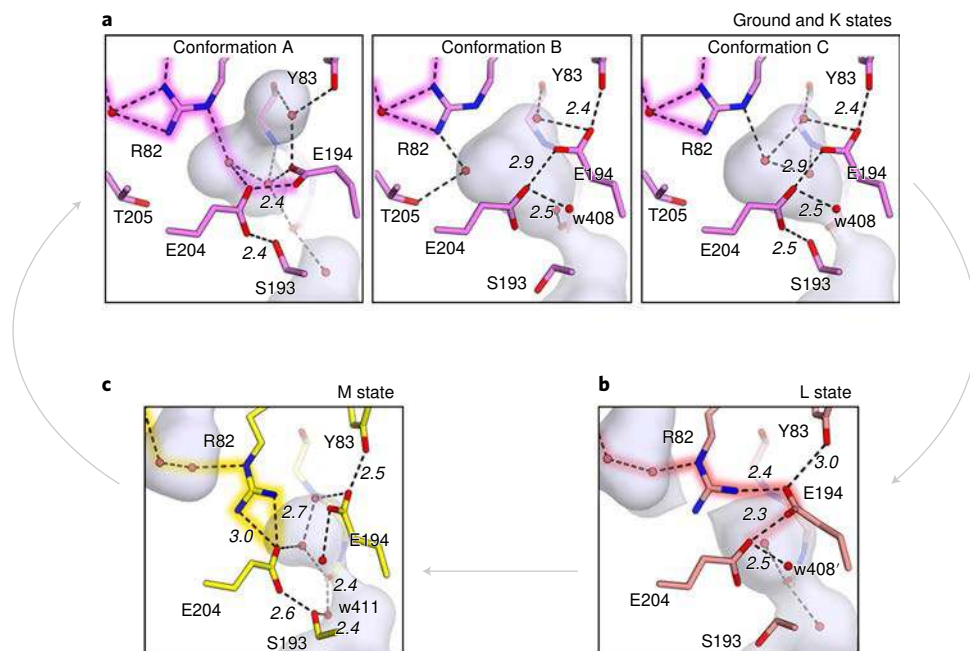 a
Ground and K states
Conformation A
Conformation B
Conformation C
Y83
R82
E194
T205
2.4
E204
2.4
S193
Y83
2.4
R82
2.9
E194
T205
2.5
w408
E204
S193
Y83
2.4
R82
2.9
E194
T205
2.5
w408
E204
2.5
S193
c
M state
R82
Y83
2.5
2.7
3.0
E194
2.4
E204
w411
2.6
S193
2.4
b
L state
R82
Y83
2.4
3.0
E194
2.3
2.5
w408′
E204
S193